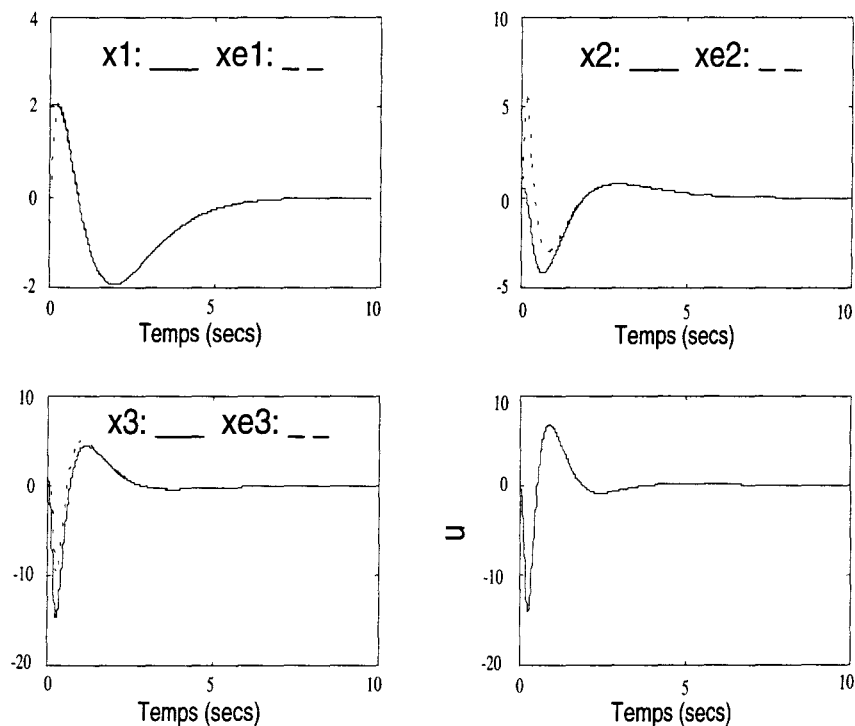 4
x1: ___ xe1: _ _
2
0
-2
0 5 10
Temps (secs)
10
x2: ___ xe2: _ _
5
0
-5
0 5 10
Temps (secs)
10
x3: ___ xe3: _ _
0
-10
-20
0 5 10
Temps (secs)
10
0
u
-10
-20
0 5 10
Temps (secs)